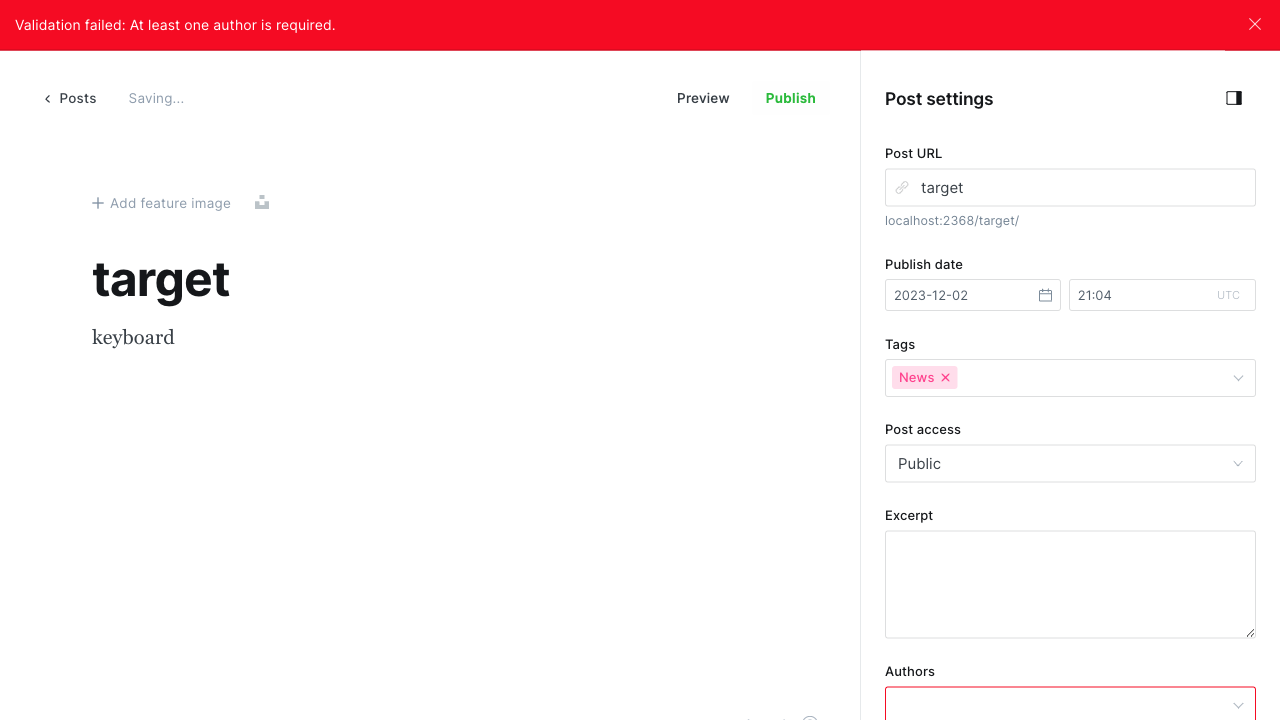 Validation failed: At least one author is required.
Posts
Saving...
Preview
Publish
Add feature image
target
keyboard
Post settings
Post URL
target
localhost:2368/target/
Publish date
2023-12-02
21:04
UTC
Tags
News
Post access
Public
Excerpt
Authors